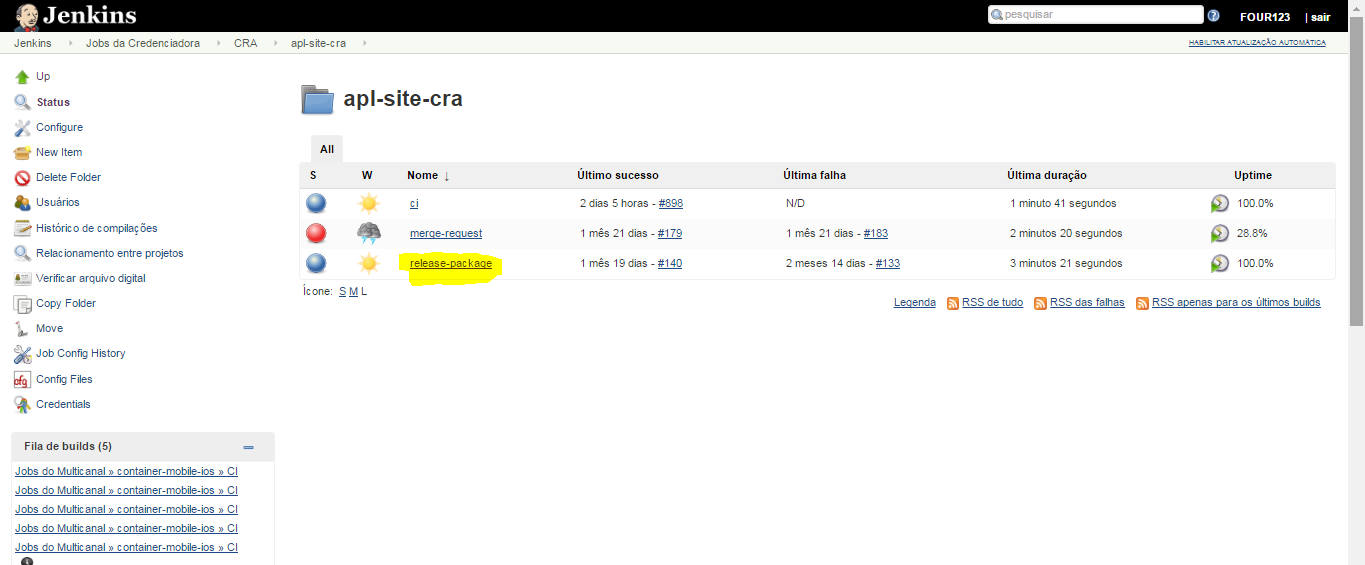 Jenkins
pesquisar
FOUR123 | sair
Jenkins Jobs da Credenciadora CRA apl-site-cra
HABILITAR ATUALIZAÇÃO AUTOMÁTICA
Up
Status
Configure
New Item
Delete Folder
Usuários
Histórico de compilações
Relacionamento entre projetos
Verificar arquivo digital
Copy Folder
Move
Job Config History
cfg Config Files
Credentials
Fila de builds (5)
Jobs do Multicanal » container-mobile-ios » CI
Jobs do Multicanal » container-mobile-ios » CI
Jobs do Multicanal » container-mobile-ios » CI
Jobs do Multicanal » container-mobile-ios » CI
Jobs do Multicanal » container-mobile-ios » CI
apl-site-cra
All
S W Nome ↓ Último sucesso Última falha Última duração Uptime
ci 2 dias 5 horas - #898 N/D 1 minuto 41 segundos 100.0%
merge-request 1 mês 21 dias - #179 1 mês 21 dias - #183 2 minutos 20 segundos 28.8%
release-package 1 mês 19 dias - #140 2 meses 14 dias - #133 3 minutos 21 segundos 100.0%
Ícone: S M L
Legenda RSS de tudo RSS das falhas RSS apenas para os últimos builds